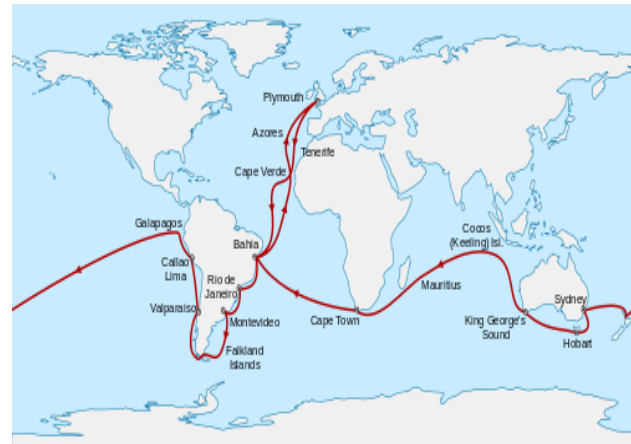 Plymouth
Azores
Tenerife
Cape Verde
Galapagos
Bahia
Cocos
(Keeling) Isl.
Callao
Lima
Rio de
Janeiro
Mauritius
Sydney
Valparaiso
Montevideo
Cape Town
King George's
Sound
Hobart
Falkland
Islands